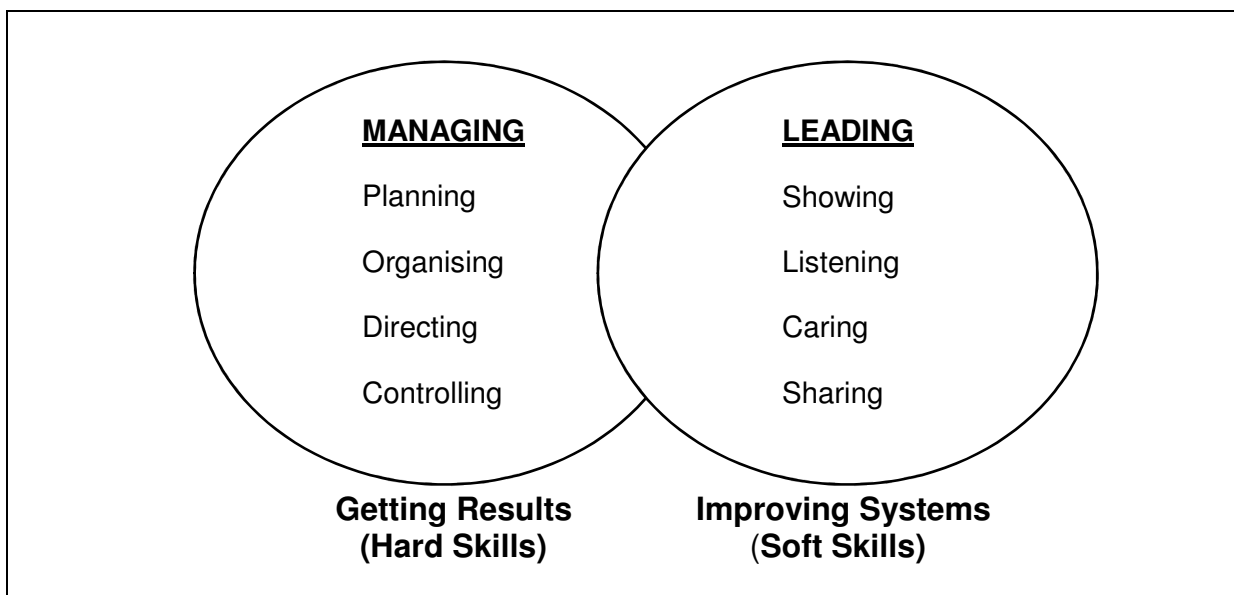 MANAGING
Planning
Organising
Directing
Controlling
Getting Results
(Hard Skills)
LEADING
Showing
Listening
Caring
Sharing
Improving Systems
(Soft Skills)